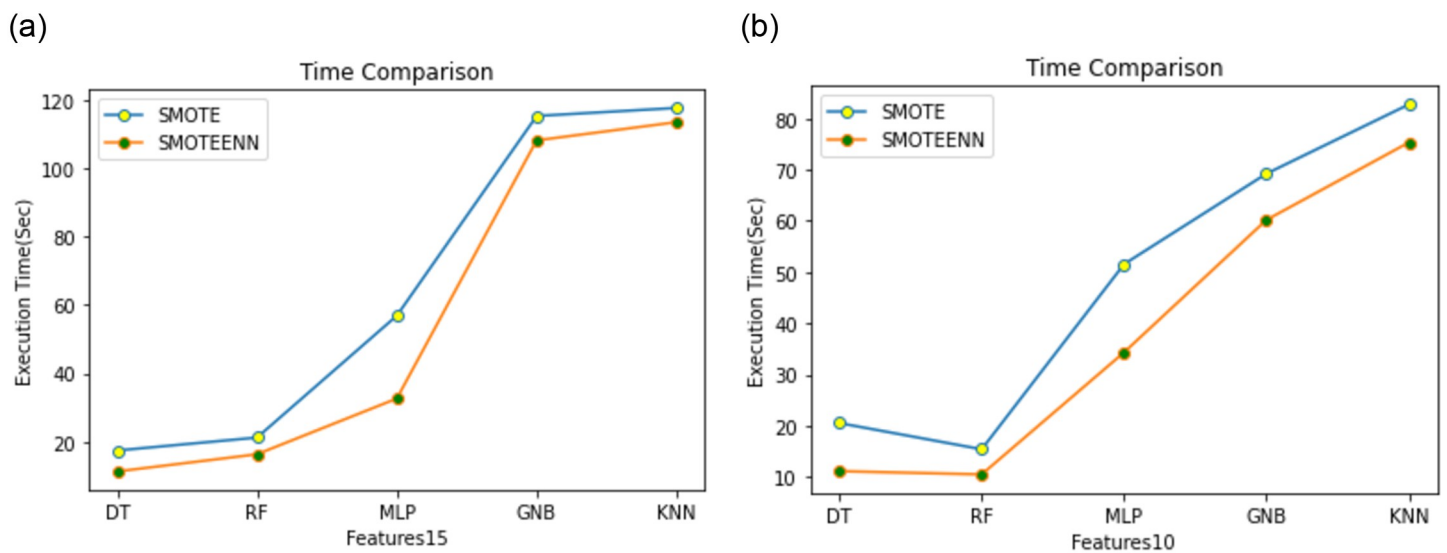 (a)
Time Comparison
SMOTE
SMOTEENN
Execution Time(Sec)
120
100
80
60
40
20
DT RF MLP GNB KNN
Features15
(b)
Time Comparison
SMOTE
SMOTEENN
Execution Time(Sec)
80
70
60
50
40
30
20
10
DT RF MLP GNB KNN
Features10